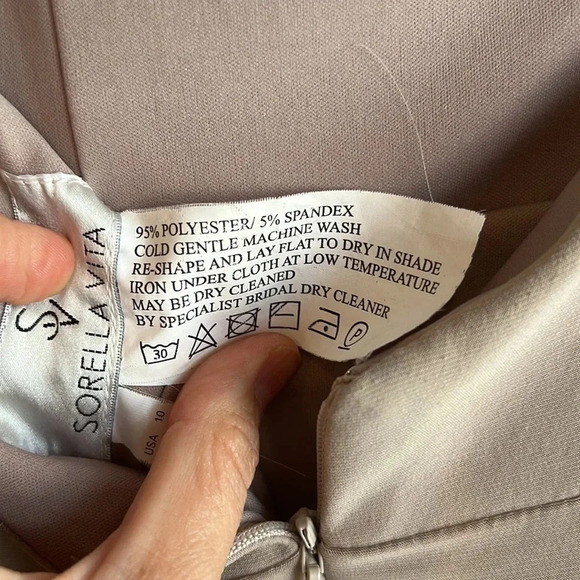 95% POLYESTER/ 5% SPANDEX
COLD GENTLE MACHINE WASH
RE-SHAPE AND LAY FLAT TO DRY IN SHADE
IRON UNDER CLOTH AT LOW TEMPERATURE
MAY BE DRY CLEANED
BY SPECIALIST BRIDAL DRY CLEANER
30
P
SV
SORELLA VITA
USA 10